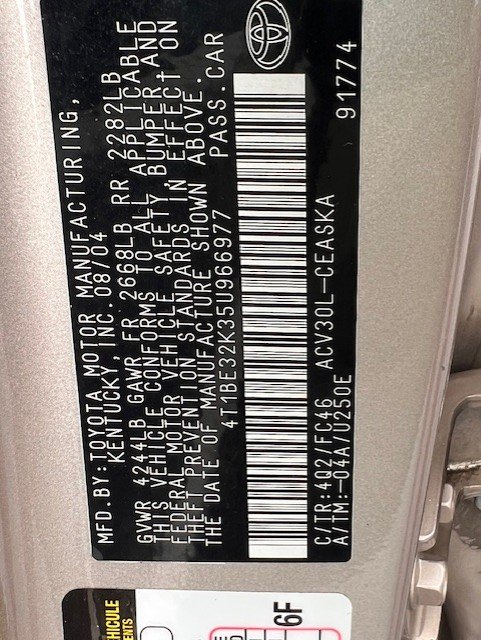 MFD. BY: TOYOTA MOTOR MANUFACTURING,
KENTUCKY, INC. 08/04
GVWR 4244LB GAWR FR 2668LB RR 2282LB
THIS VEHICLE CONFORMS TO ALL APPLICABLE
FEDERAL MOTOR VEHICLE SAFETY, BUMPER AND
THEFT PREVENTION STANDARDS IN EFFECT ON
THE DATE OF MANUFACTURE SHOWN ABOVE.
4T1BE32K35U966977 PASS. CAR
C/TR: 4Q2/FC46 ACV30L-CEASKA
A/TM: -04A/U250E 91774
6F